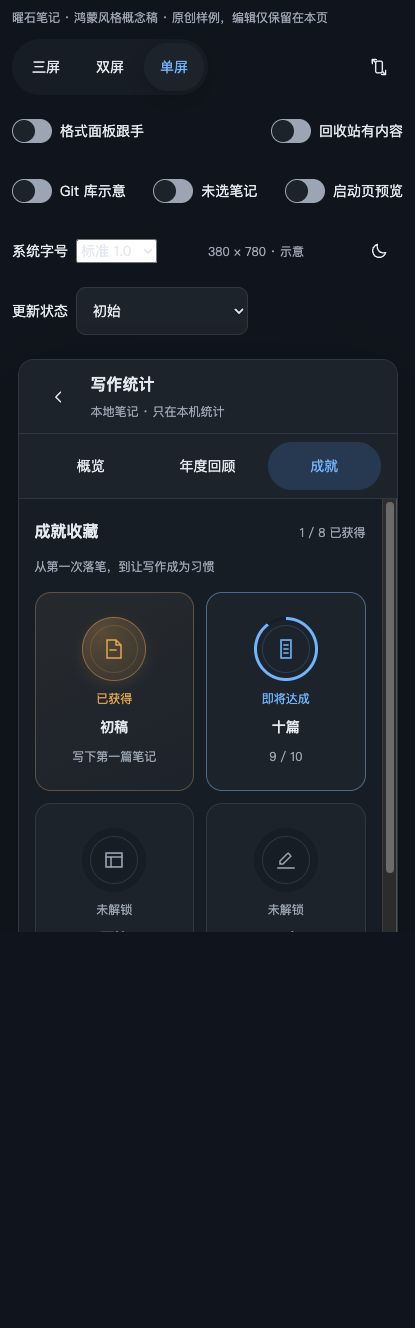 曜石笔记 · 鸿蒙风格概念稿 · 原创样例，编辑仅保留在本页
三屏 双屏 单屏
格式面板跟手 回收站有内容
Git 库示意 未选笔记 启动页预览
系统字号 标准 1.0 380 × 780 · 示意
更新状态 初始
写作统计
本地笔记 · 只在本机统计
概览 年度回顾 成就
成就收藏 1 / 8 已获得
从第一次落笔，到让写作成为习惯
已获得 即将达成
初稿 十篇
写下第一篇笔记 9 / 10
未解锁 未解锁